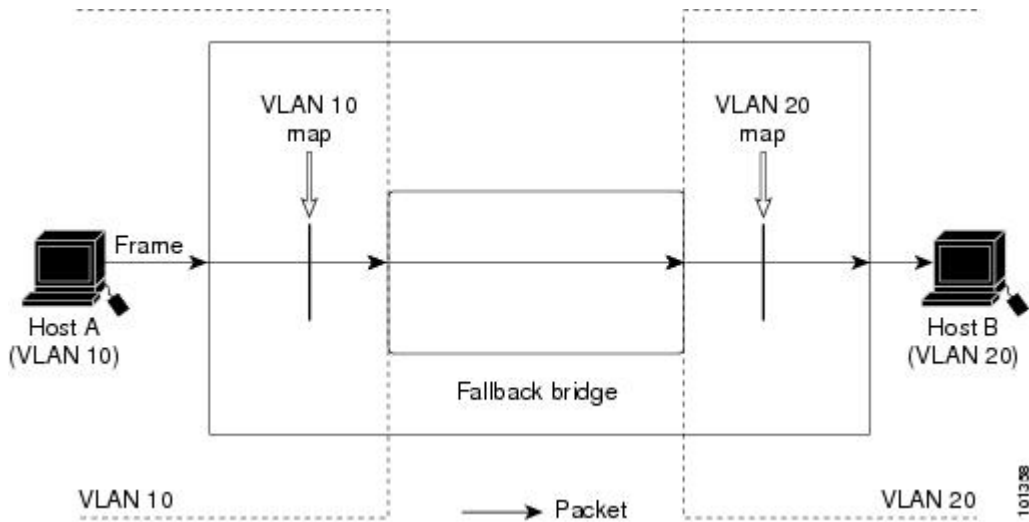 VLAN 10
map
VLAN 20
map
Frame
Host A
(VLAN 10)
Host B
(VLAN 20)
Fallback bridge
VLAN 10
Packet
VLAN 20
101358